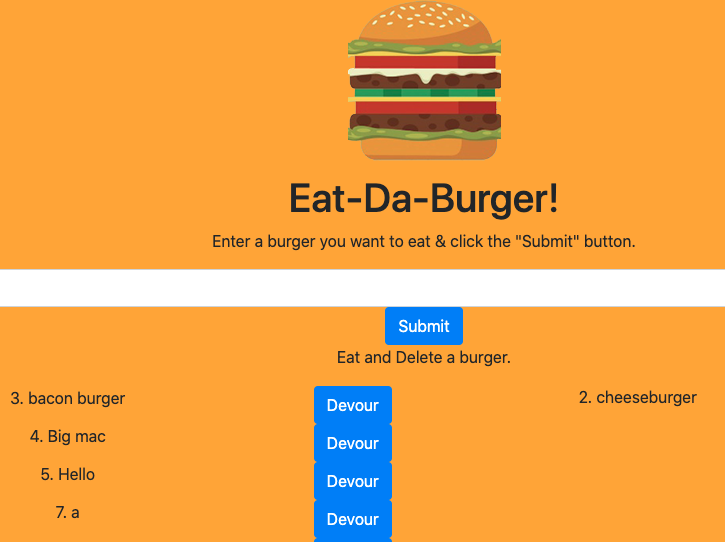 Eat-Da-Burger!
Enter a burger you want to eat & click the "Submit" button.
Submit
Eat and Delete a burger.
3. bacon burger
Devour
2. cheeseburger
4. Big mac
Devour
5. Hello
Devour
7. a
Devour